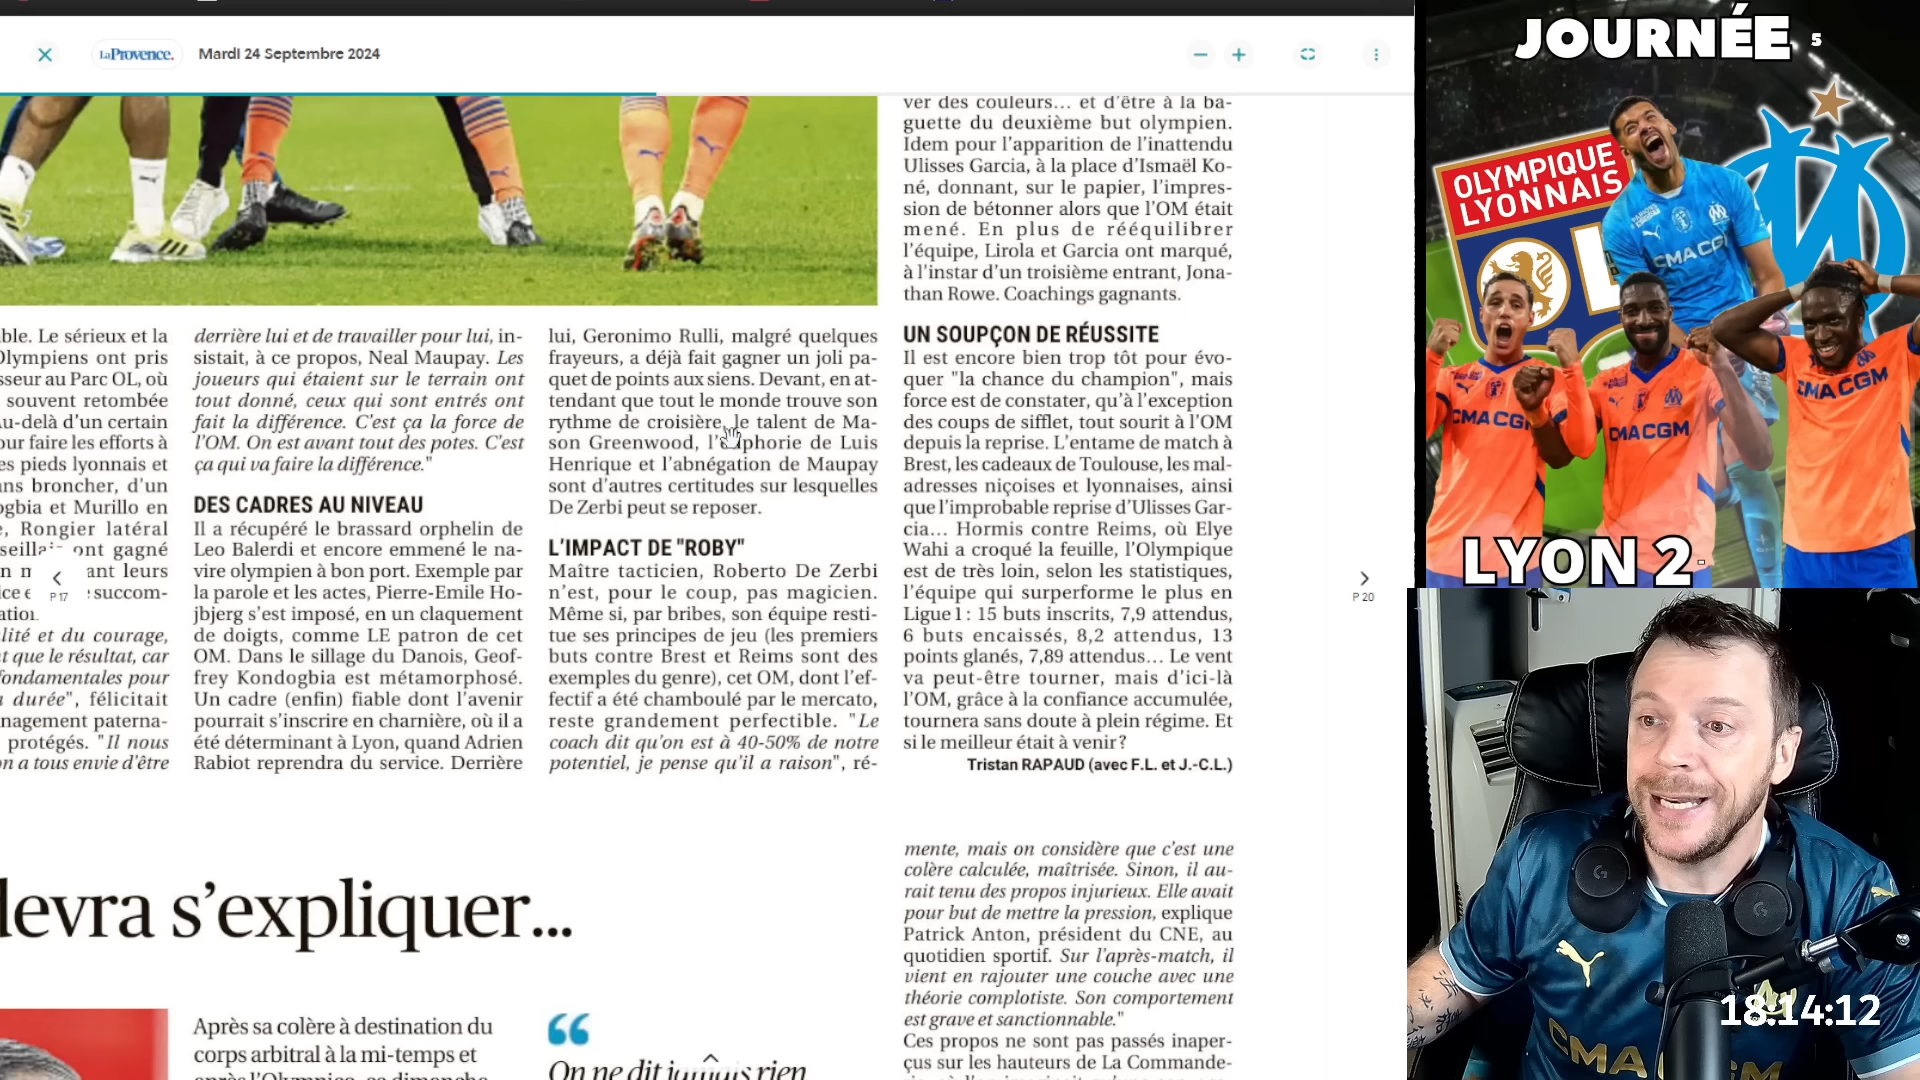 LaProvence.
Mardi 24 Septembre 2024
ver des couleurs... et d'être à la ba-
guette du deuxième but olympien.
Idem pour l'apparition de l'inattendu
Ulisses Garcia, à la place d'Ismaël Ko-
né, donnant, sur le papier, l'impres-
sion de bétonner alors que l'OM était
mené. En plus de rééquilibrer
l'équipe, Lirola et Garcia ont marqué,
à l'instar d'un troisième entrant, Jona-
than Rowe. Coachings gagnants.
UN SOUPÇON DE RÉUSSITE
Il est encore bien trop tôt pour évo-
quer "la chance du champion", mais
force est de constater, qu'à l'exception
des coups de sifflet, tout sourit à l'OM
depuis la reprise. L'entame de match à
Brest, les cadeaux de Toulouse, les mal-
adresses niçoises et lyonnaises, ainsi
que l'improbable reprise d'Ulisses Gar-
cia... Hormis contre Reims, où Elye
Wahi a croqué la feuille, l'Olympique
est de très loin, selon les statistiques,
l'équipe qui surperforme le plus en
Ligue 1 : 15 buts inscrits, 7,9 attendus,
6 buts encaissés, 8,2 attendus, 13
points glanés, 7,89 attendus... Le vent
va peut-être tourner, mais d'ici-là
l'OM, grâce à la confiance accumulée,
tournera sans doute à plein régime. Et
si le meilleur était à venir ?
Tristan RAPAUD (avec F.L. et J.-C.L.)
ble. Le sérieux et la
Olympiens ont pris
sseur au Parc OL, où
souvent retombée
Au-delà d'un certain
our faire les efforts à
es pieds lyonnais et
ans broncher, d'un
ogbia et Murillo en
e, Rongier latéral
ont gagné
ant leurs
succom-
lité et du courage,
t que le résultat, car
fondamentales pour
durée", félicitait
nagement paterna-
protégés. "Il nous
on a tous envie d'être
derrière lui et de travailler pour lui, in-
sistait, à ce propos, Neal Maupay. Les
joueurs qui étaient sur le terrain ont
tout donné, ceux qui sont entrés ont
fait la différence. C'est ça la force de
l'OM. On est avant tout des potes. C'est
ça qui va faire la différence."
DES CADRES AU NIVEAU
Il a récupéré le brassard orphelin de
Leo Balerdi et encore emmené le na-
vire olympien à bon port. Exemple par
la parole et les actes, Pierre-Emile Ho-
jbjerg s'est imposé, en un claquement
de doigts, comme LE patron de cet
OM. Dans le sillage du Danois, Geof-
frey Kondogbia est métamorphosé.
Un cadre (enfin) fiable dont l'avenir
pourrait s'inscrire en charnière, où il a
été déterminant à Lyon, quand Adrien
Rabiot reprendra du service. Derrière
lui, Geronimo Rulli, malgré quelques
frayeurs, a déjà fait gagner un joli pa-
quet de points aux siens. Devant, en at-
tendant que tout le monde trouve son
rythme de croisière, le talent de Ma-
son Greenwood, l'euphorie de Luis
Henrique et l'abnégation de Maupay
sont d'autres certitudes sur lesquelles
De Zerbi peut se reposer.
L'IMPACT DE "ROBY"
Maître tacticien, Roberto De Zerbi
n'est, pour le coup, pas magicien.
Même si, par bribes, son équipe resti-
tue ses principes de jeu (les premiers
buts contre Brest et Reims sont des
exemples du genre), cet OM, dont l'ef-
fectif a été chamboulé par le mercato,
reste grandement perfectible. "Le
coach dit qu'on est à 40-50% de notre
potentiel, je pense qu'il a raison", ré-
P 17
P 20
devra s'expliquer...
Après sa colère à destination du
corps arbitral à la mi-temps et
“
On ne dit jamais rien
mente, mais on considère que c'est une
colère calculée, maîtrisée. Sinon, il au-
rait tenu des propos injurieux. Elle avait
pour but de mettre la pression, explique
Patrick Anton, président du CNE, au
quotidien sportif. Sur l'après-match, il
vient en rajouter une couche avec une
théorie complotiste. Son comportement
est grave et sanctionnable."
Ces propos ne sont pas passés inaper-
çus sur les hauteurs de La Commande-
JOURNÉE 5
OLYMPIQUE
LYONNAIS
OL
CMA CGM
CMA CGM
CMACGM
CMA CGM
LYON 2-
18:14:12
CMA CGM